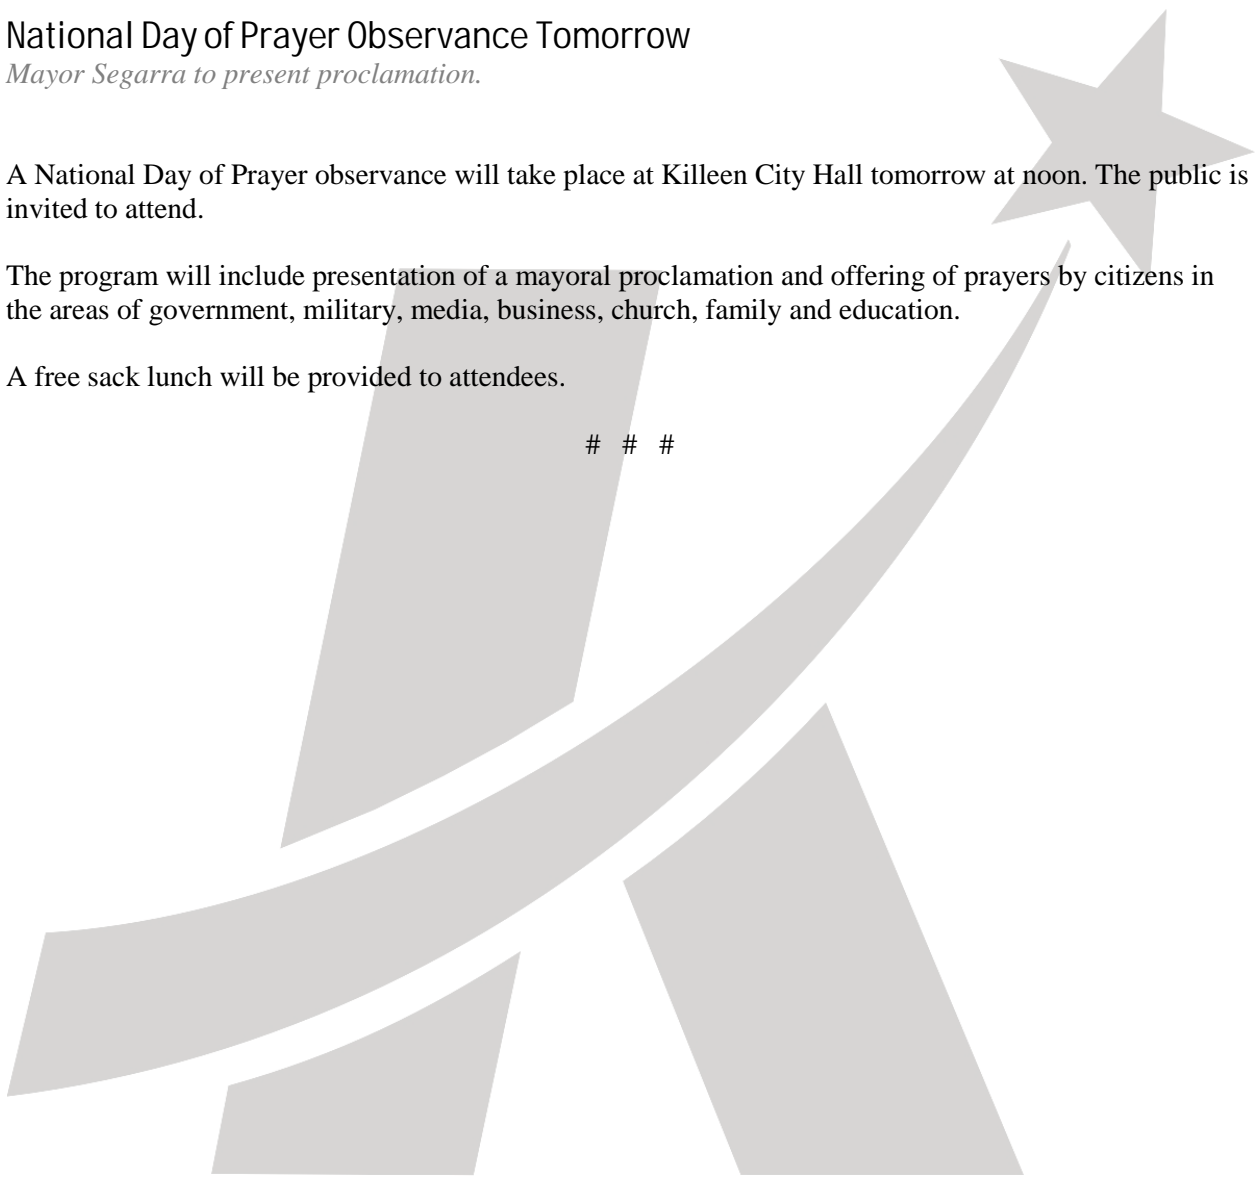 National Day of Prayer Observance Tomorrow
Mayor Segarra to present proclamation.
A National Day of Prayer observance will take place at Killeen City Hall tomorrow at noon. The public is
invited to attend.
The program will include presentation of a mayoral proclamation and offering of prayers by citizens in
the areas of government, military, media, business, church, family and education.
A free sack lunch will be provided to attendees.
# # #